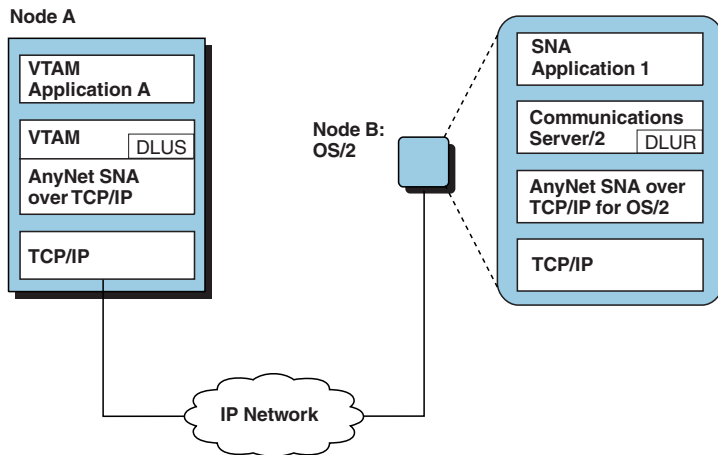 Node A
VTAM
Application A
VTAM
DLUS
AnyNet SNA
over TCP/IP
TCP/IP
Node B:
OS/2
SNA
Application 1
Communications
Server/2
DLUR
AnyNet SNA over
TCP/IP for OS/2
TCP/IP
IP Network